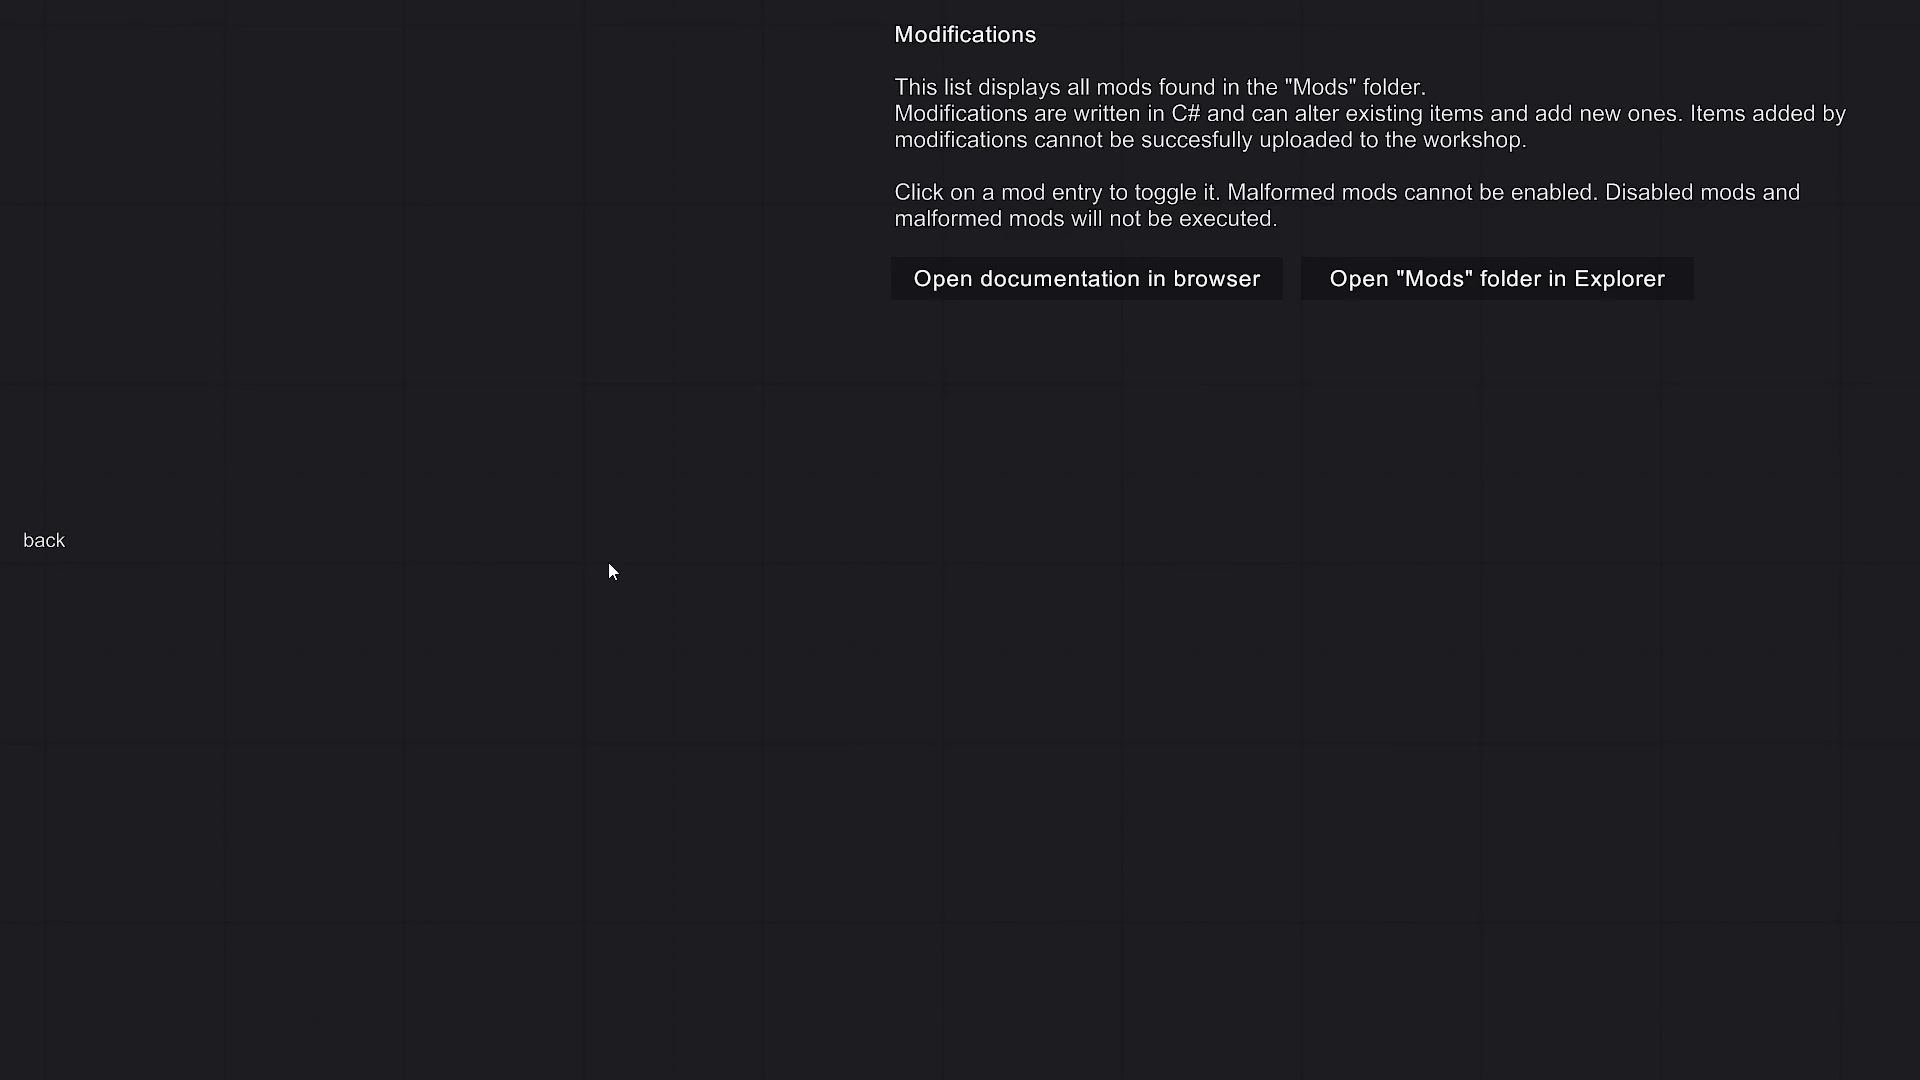 Modifications
This list displays all mods found in the "Mods" folder.
Modifications are written in C# and can alter existing items and add new ones. Items added by
modifications cannot be succesfully uploaded to the workshop.
Click on a mod entry to toggle it. Malformed mods cannot be enabled. Disabled mods and
malformed mods will not be executed.
Open documentation in browser
Open "Mods" folder in Explorer
back